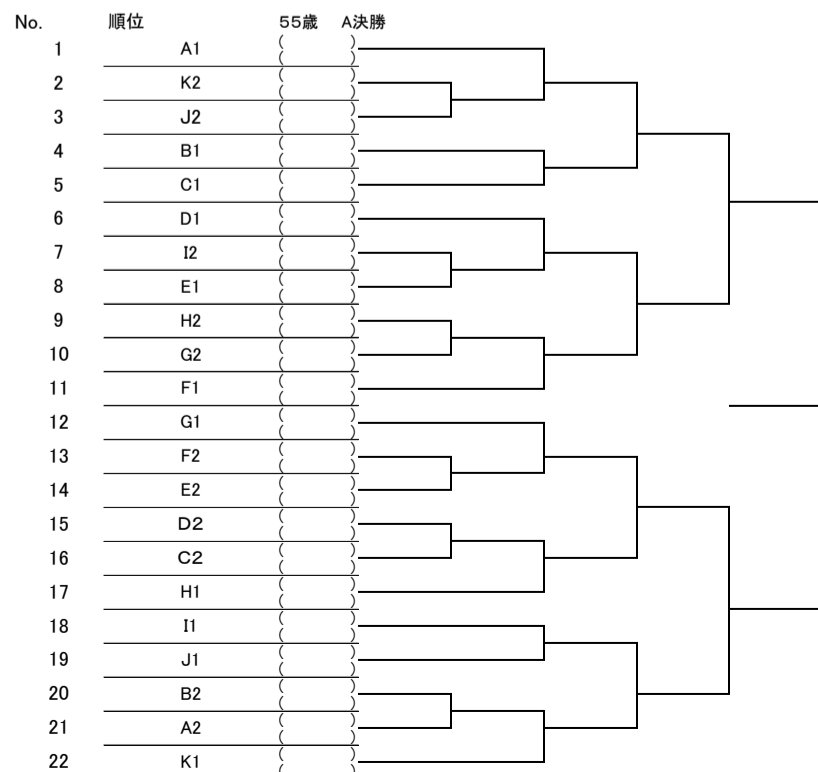 No. 順位 55歳 A決勝
1 A1 ( )
( )
2 K2 ( )
( )
3 J2 ( )
( )
4 B1 ( )
( )
5 C1 ( )
( )
6 D1 ( )
( )
7 I2 ( )
( )
8 E1 ( )
( )
9 H2 ( )
( )
10 G2 ( )
( )
11 F1 ( )
( )
12 G1 ( )
( )
13 F2 ( )
( )
14 E2 ( )
( )
15 D2 ( )
( )
16 C2 ( )
( )
17 H1 ( )
( )
18 I1 ( )
( )
19 J1 ( )
( )
20 B2 ( )
( )
21 A2 ( )
( )
22 K1 ( )
( )